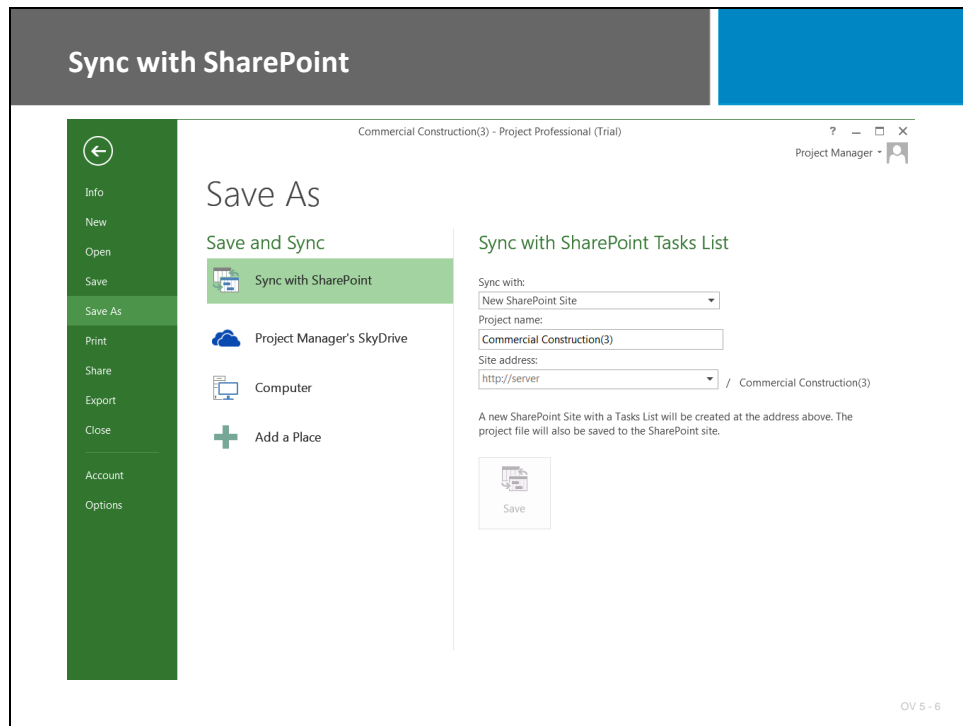 Sync with SharePoint
Commercial Construction(3) - Project Professional (Trial)
?
Project Manager
Info
New
Open
Save
Save As
Print
Share
Export
Close
Account
Options
Save As
Save and Sync
Sync with SharePoint
Project Manager's SkyDrive
Computer
Add a Place
Sync with SharePoint Tasks List
Sync with:
New SharePoint Site
Project name:
Commercial Construction(3)
Site address:
http://server / Commercial Construction(3)
A new SharePoint Site with a Tasks List will be created at the address above. The
project file will also be saved to the SharePoint site.
Save
OV 5 - 6